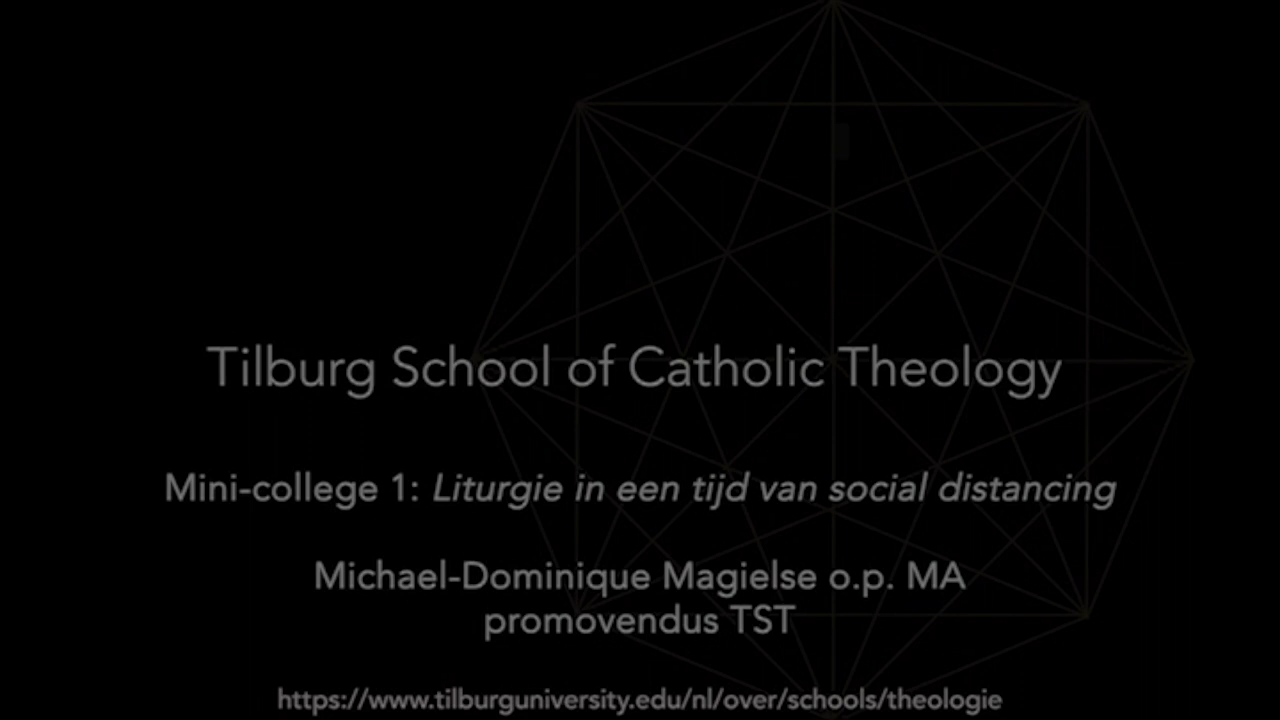 Tilburg School of Catholic Theology
Mini-college 1: Liturgie in een tijd van social distancing
Michael-Dominique Magielse o.p. MA
promovendus TST
https://www.tilburguniversity.edu/nl/over/schools/theologie